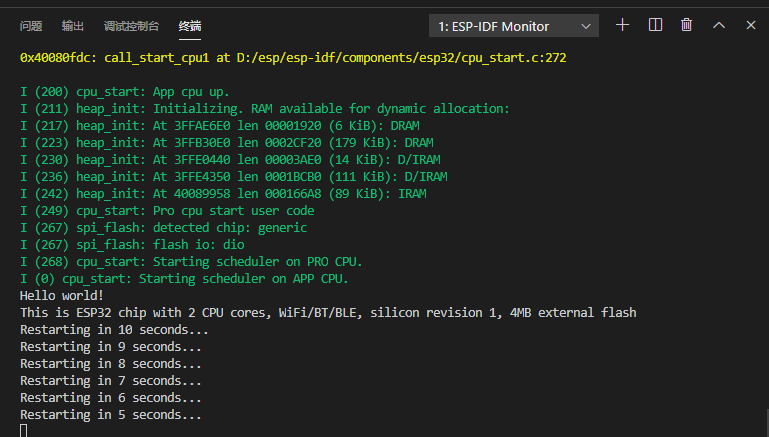 问题 输出 调试控制台 终端 1: ESP-IDF Monitor
0x40080fdc: call_start_cpu1 at D:/esp/esp-idf/components/esp32/cpu_start.c:272
I (200) cpu_start: App cpu up.
I (211) heap_init: Initializing. RAM available for dynamic allocation:
I (217) heap_init: At 3FFAE6E0 len 00001920 (6 KiB): DRAM
I (223) heap_init: At 3FFB30E0 len 0002CF20 (179 KiB): DRAM
I (230) heap_init: At 3FFE0440 len 00003AE0 (14 KiB): D/IRAM
I (236) heap_init: At 3FFE4350 len 0001BCB0 (111 KiB): D/IRAM
I (242) heap_init: At 40089958 len 000166A8 (89 KiB): IRAM
I (249) cpu_start: Pro cpu start user code
I (267) spi_flash: detected chip: generic
I (267) spi_flash: flash io: dio
I (268) cpu_start: Starting scheduler on PRO CPU.
I (0) cpu_start: Starting scheduler on APP CPU.
Hello world!
This is ESP32 chip with 2 CPU cores, WiFi/BT/BLE, silicon revision 1, 4MB external flash
Restarting in 10 seconds...
Restarting in 9 seconds...
Restarting in 8 seconds...
Restarting in 7 seconds...
Restarting in 6 seconds...
Restarting in 5 seconds...